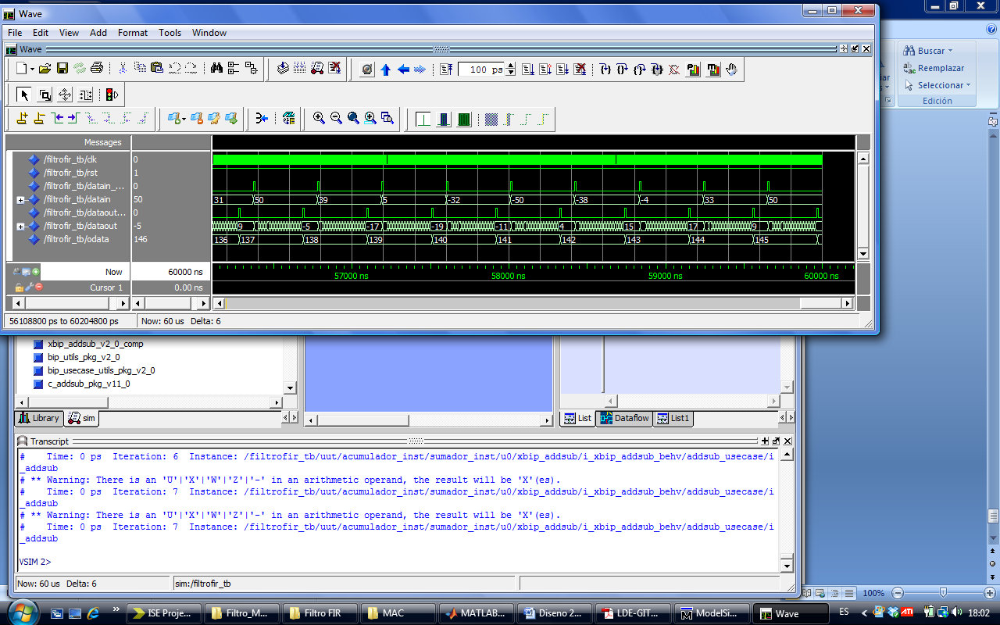 Wave
File Edit View Add Format Tools Window
Wave
100 ps
Messages
/filtrofir_tb/clk 0
/filtrofir_tb/rst 1
/filtrofir_tb/datain_... 0
/filtrofir_tb/datain 50 31 50 39 5 -32 -50 -38 -4 33 50
/filtrofir_tb/dataout... 0
/filtrofir_tb/dataout -5 9 -5 -17 -19 -11 4 15 17 9
/filtrofir_tb/odata 146 136 137 138 139 140 141 142 143 144 145
Now 60000 ns 57000 ns 58000 ns 59000 ns 60000 ns
Cursor 1 0.00 ns
56108800 ps to 60204800 ps Now: 60 us Delta: 6
Buscar
Reemplazar
Seleccionar
Edición
xbip_addsub_v2_0_comp
bip_utils_pkg_v2_0
bip_usecase_utils_pkg_v2_0
c_addsub_pkg_v11_0
Library sim List Dataflow List1
Transcript
# Time: 0 ps Iteration: 6 Instance: /filtrofir_tb/uut/acumulador_inst/sumador_inst/u0/xbip_addsub/i_xbip_addsub_behv/addsub_usecase/i
_addsub
# ** Warning: There is an 'U'|'X'|'W'|'Z'|'-' in an arithmetic operand, the result will be 'X'(es).
# Time: 0 ps Iteration: 7 Instance: /filtrofir_tb/uut/acumulador_inst/sumador_inst/u0/xbip_addsub/i_xbip_addsub_behv/addsub_usecase/i
_addsub
# ** Warning: There is an 'U'|'X'|'W'|'Z'|'-' in an arithmetic operand, the result will be 'X'(es).
# Time: 0 ps Iteration: 7 Instance: /filtrofir_tb/uut/acumulador_inst/sumador_inst/u0/xbip_addsub/i_xbip_addsub_behv/addsub_usecase/i
_addsub
VSIM 2>
Now: 60 us Delta: 6 sim:/filtrofir_tb
100%
ISE Proje... Filtro_M... Filtro FIR MAC MATLAB... Diseno 2... LDE-GIT... ModelSi... Wave ES ATI 18:02